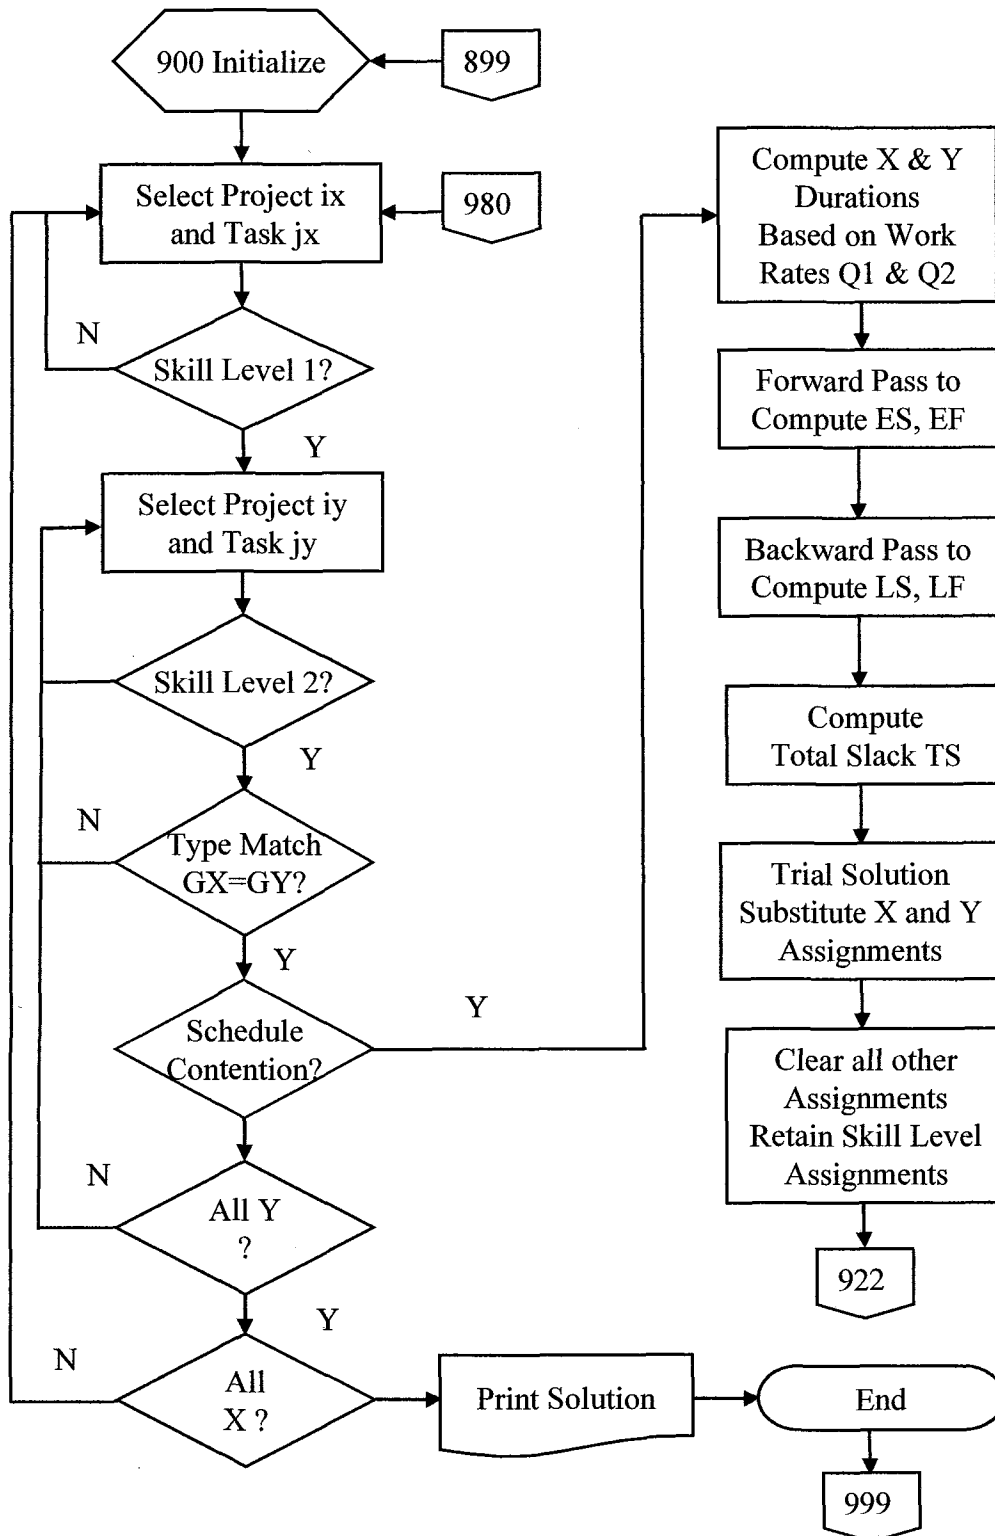 900 Initialize
899
Select Project ix
and Task jx
980
N
Skill Level 1?
Y
Select Project iy
and Task jy
Skill Level 2?
Y
N
Type Match
GX=GY?
Y
Schedule
Contention?
Y
N
All Y
?
Y
N
All
X ?
Print Solution
End
999
Compute X & Y
Durations
Based on Work
Rates Q1 & Q2
Forward Pass to
Compute ES, EF
Backward Pass to
Compute LS, LF
Compute
Total Slack TS
Trial Solution
Substitute X and Y
Assignments
Clear all other
Assignments
Retain Skill Level
Assignments
922